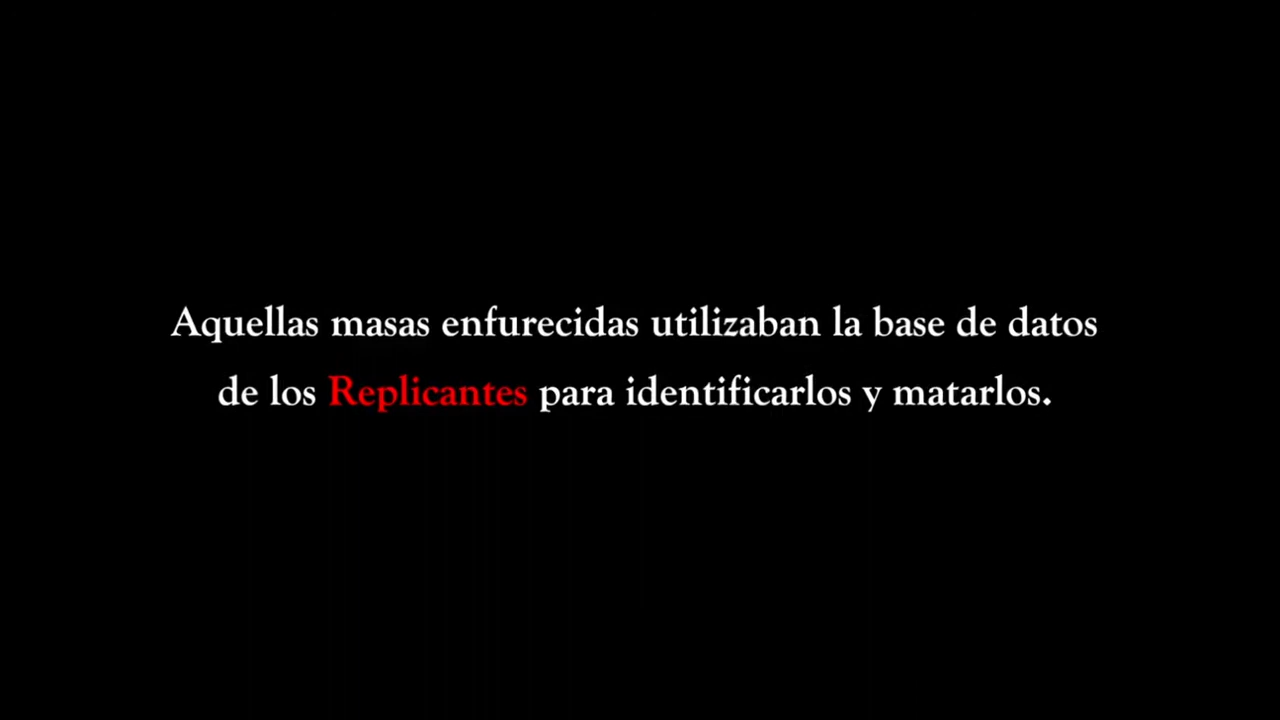 Aquellas masas enfurecidas utilizaban la base de datos
de los Replicantes para identificarlos y matarlos.